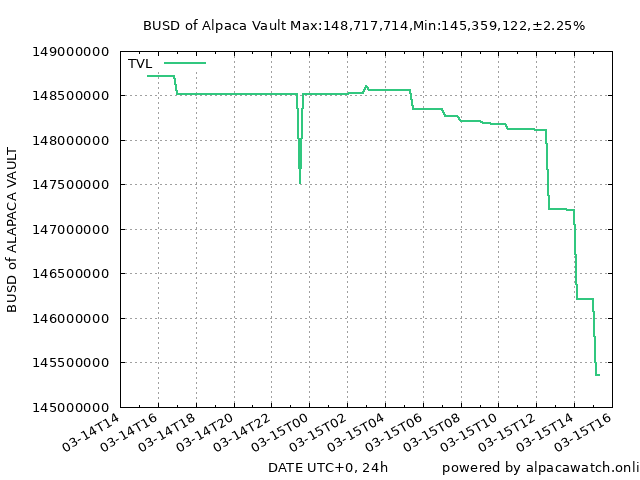 BUSD of Alpaca Vault Max:148,717,714,Min:145,359,122,±2.25%
TVL
149000000
148500000
148000000
147500000
147000000
146500000
146000000
145500000
145000000
BUSD of ALAPACA VAULT
03-14T14
03-14T16
03-14T18
03-14T20
03-14T22
03-15T00
03-15T02
03-15T04
03-15T06
03-15T08
03-15T10
03-15T12
03-15T14
03-15T16
DATE UTC+0, 24h
powered by alpacawatch.onli